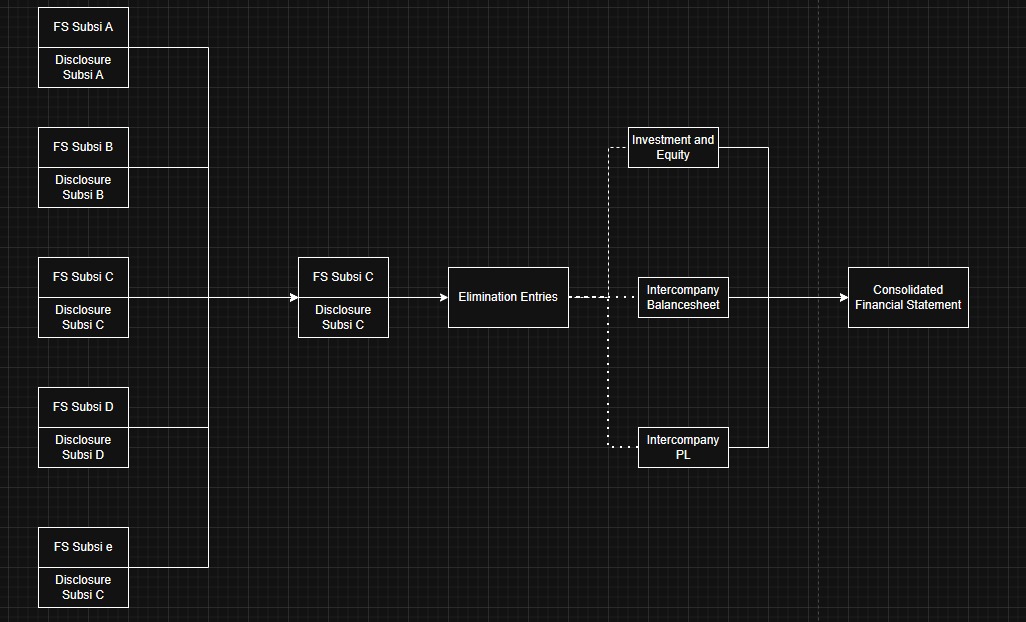 FS Subsi A
Disclosure
Subsi A
FS Subsi B
Disclosure
Subsi B
FS Subsi C
Disclosure
Subsi C
FS Subsi D
Disclosure
Subsi D
FS Subsi e
Disclosure
Subsi C
FS Subsi C
Disclosure
Subsi C
Elimination Entries
Investment and
Equity
Intercompany
Balancesheet
Intercompany
PL
Consolidated
Financial Statement